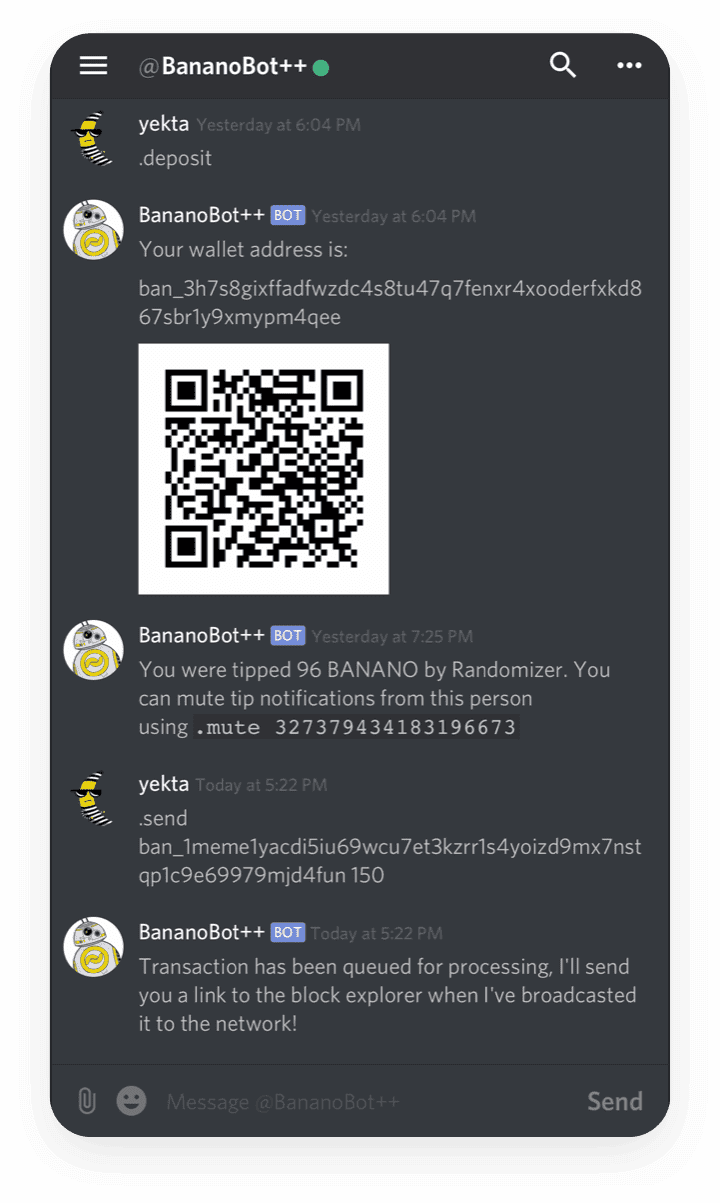 @BananoBot++
yekta Yesterday at 6:04 PM
.deposit
BananoBot++ BOT Yesterday at 6:04 PM
Your wallet address is:
ban_3h7s8gixffadfwzdc4s8tu47q7fenxr4xooderfxkd8
67sbr1y9xmypm4qee
BananoBot++ BOT Yesterday at 7:25 PM
You were tipped 96 BANANO by Randomizer. You
can mute tip notifications from this person
using .mute 327379434183196673
yekta Today at 5:22 PM
.send
ban_1meme1yacdi5iu69wcu7et3kzrr1s4yoizd9mx7nst
qp1c9e69979mjd4fun 150
BananoBot++ BOT Today at 5:22 PM
Transaction has been queued for processing, I'll send
you a link to the block explorer when I've broadcasted
it to the network!
Message @BananoBot++ Send